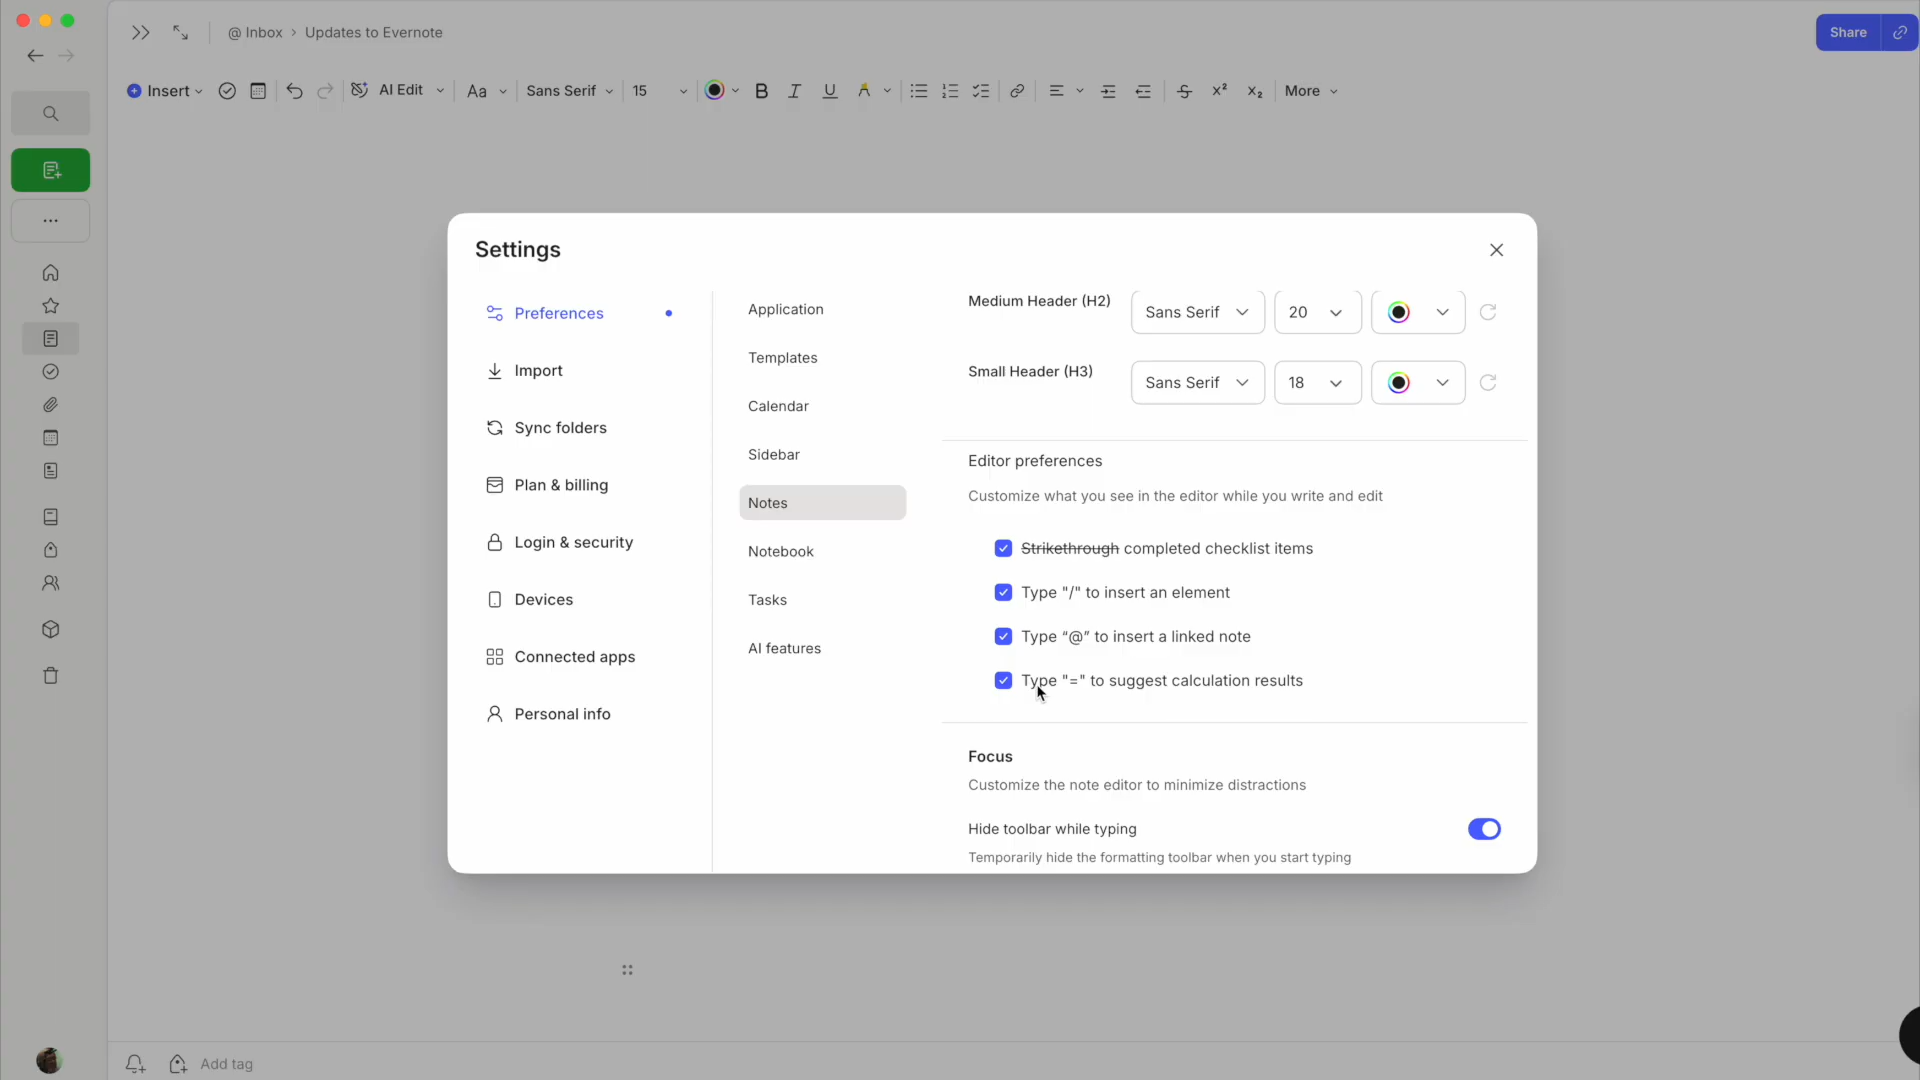 @ Inbox › Updates to Evernote
Share
Insert
AI Edit
Aa
Sans Serif
15
B I U A
S x² x₂
More
Settings
Preferences
Import
Sync folders
Plan & billing
Login & security
Devices
Connected apps
Personal info
Application
Templates
Calendar
Sidebar
Notes
Notebook
Tasks
AI features
Medium Header (H2) Sans Serif 20
Small Header (H3) Sans Serif 18
Editor preferences
Customize what you see in the editor while you write and edit
Strikethrough completed checklist items
Type "/" to insert an element
Type “@” to insert a linked note
Type "=" to suggest calculation results
Focus
Customize the note editor to minimize distractions
Hide toolbar while typing
Temporarily hide the formatting toolbar when you start typing
Add tag